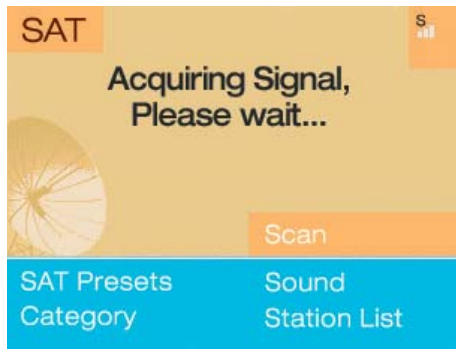 SAT
S
Acquiring Signal,
Please wait...
Scan
SAT Presets
Sound
Category
Station List